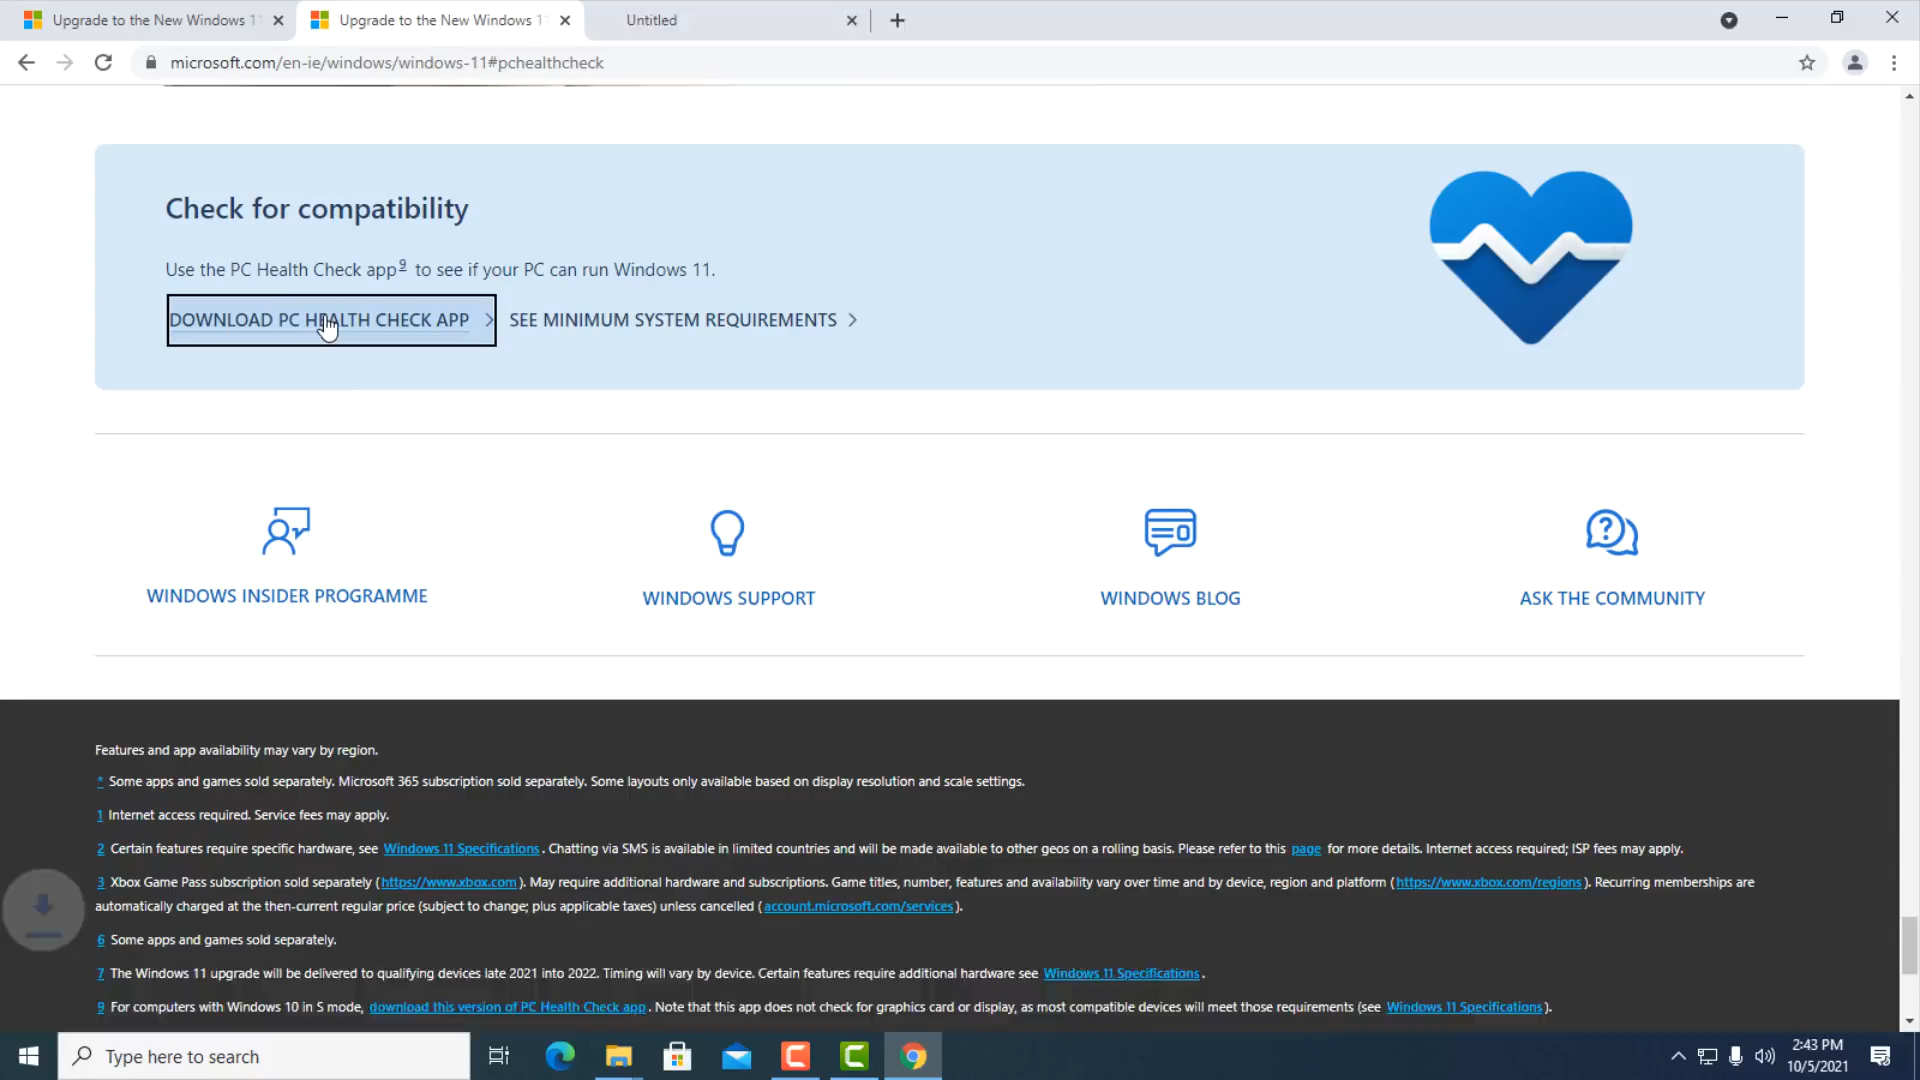 Upgrade to the New Windows 11
Upgrade to the New Windows 11
Untitled
microsoft.com/en-ie/windows/windows-11#pchealthcheck
Check for compatibility
Use the PC Health Check app9 to see if your PC can run Windows 11.
DOWNLOAD PC HEALTH CHECK APP
SEE MINIMUM SYSTEM REQUIREMENTS
WINDOWS INSIDER PROGRAMME
WINDOWS SUPPORT
WINDOWS BLOG
ASK THE COMMUNITY
Features and app availability may vary by region.
* Some apps and games sold separately. Microsoft 365 subscription sold separately. Some layouts only available based on display resolution and scale settings.
1 Internet access required. Service fees may apply.
2 Certain features require specific hardware, see Windows 11 Specifications. Chatting via SMS is available in limited countries and will be made available to other geos on a rolling basis. Please refer to this page for more details. Internet access required; ISP fees may apply.
3 Xbox Game Pass subscription sold separately (https://www.xbox.com). May require additional hardware and subscriptions. Game titles, number, features and availability vary over time and by device, region and platform (https://www.xbox.com/regions). Recurring memberships are
automatically charged at the then-current regular price (subject to change; plus applicable taxes) unless cancelled (account.microsoft.com/services).
6 Some apps and games sold separately.
7 The Windows 11 upgrade will be delivered to qualifying devices late 2021 into 2022. Timing will vary by device. Certain features require additional hardware see Windows 11 Specifications.
9 For computers with Windows 10 in S mode, download this version of PC Health Check app. Note that this app does not check for graphics card or display, as most compatible devices will meet those requirements (see Windows 11 Specifications).
Type here to search
2:43 PM
10/5/2021